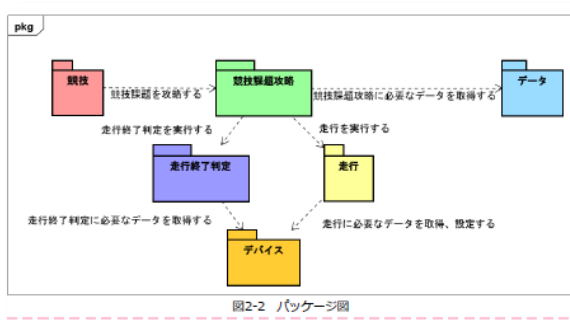 pkg
競技
競技課題攻略
データ
競技課題を攻略する
競技課題攻略に必要なデータを取得する
走行終了判定を実行する
走行を実行する
走行終了判定
走行
走行終了判定に必要なデータを取得する
走行に必要なデータを取得、設定する
デバイス
図2-2 パッケージ図